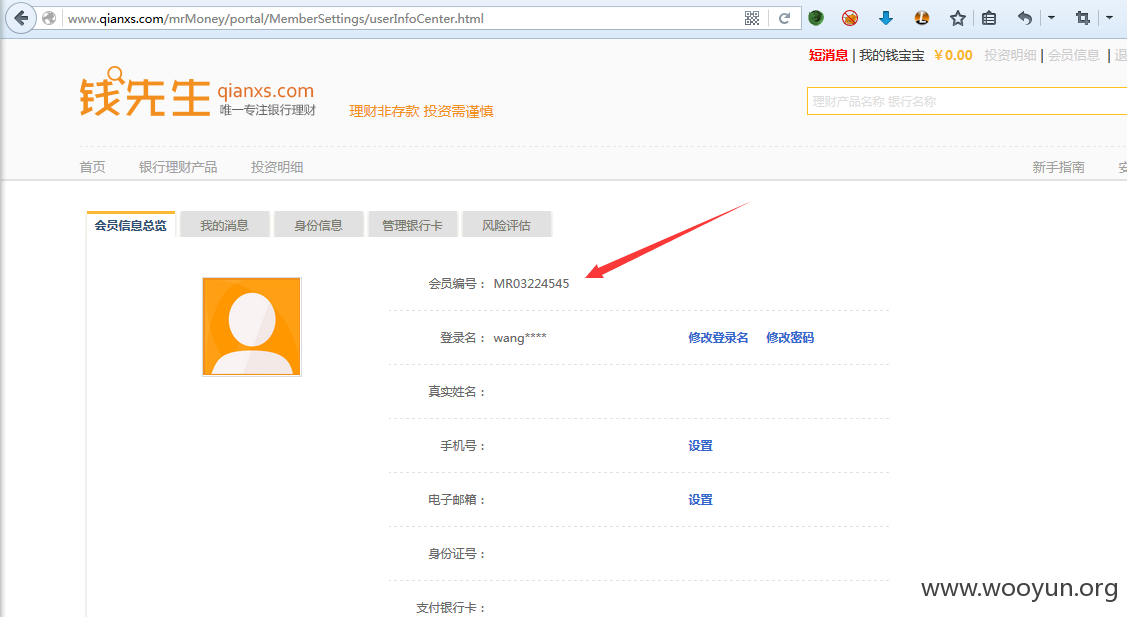 www.qianxs.com/mrMoney/portal/MemberSettings/userInfoCenter.html
短消息 | 我的钱宝宝 ￥0.00 投资明细 | 会员信息 | 退
钱先生 qianxs.com
唯一专注银行理财
理财非存款 投资需谨慎
理财产品名称 银行名称
首页 银行理财产品 投资明细 新手指南 安
会员信息总览 我的消息 身份信息 管理银行卡 风险评估
会员编号： MR03224545
登录名： wang**** 修改登录名 修改密码
真实姓名：
手机号： 设置
电子邮箱： 设置
身份证号：
支付银行卡：
www.wooyun.org